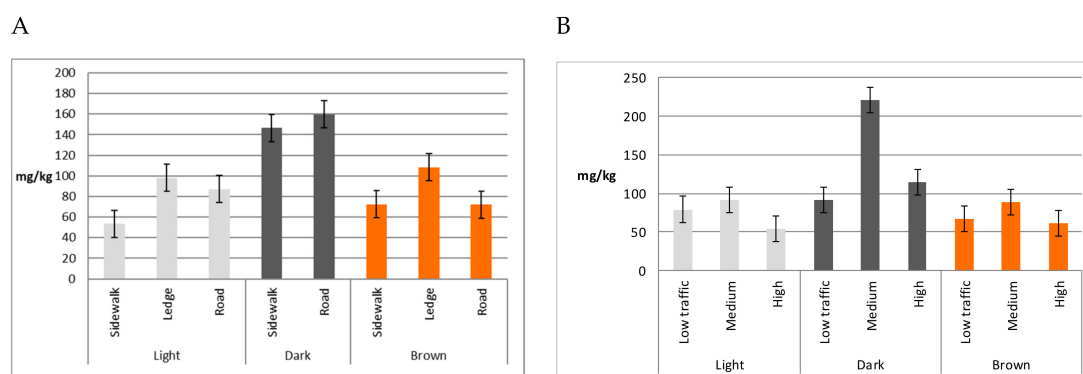 A
B
200
180
160
140
120
100
80
60
40
20
0
mg/kg
Sidewalk
Ledge
Road
Sidewalk
Road
Sidewalk
Ledge
Road
Light
Dark
Brown
250
200
150
100
50
0
mg/kg
Low traffic
Medium
High
Low traffic
Medium
High
Low traffic
Medium
High
Light
Dark
Brown